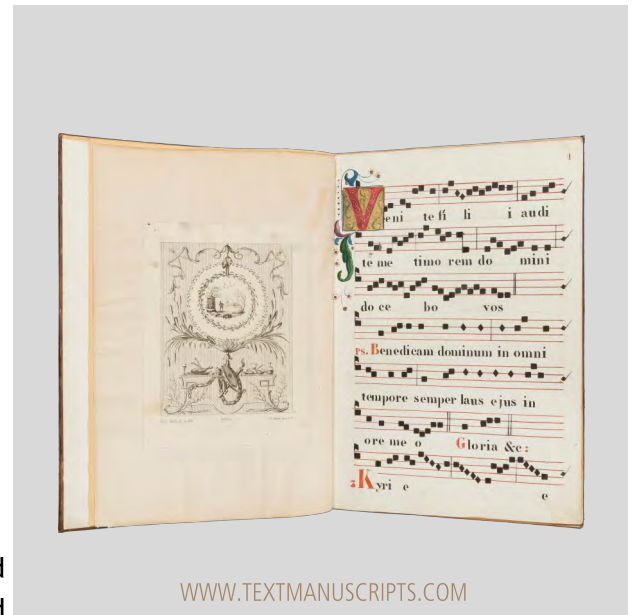 1
Veni te fi li i audi
te me timo rem do mini
do ce bo vos
ps. Benedicam dominum in omni
tempore semper laus ejus in
ore me o Gloria &c:
Kyri e e
d
d
WWW.TEXTMANUSCRIPTS.COM